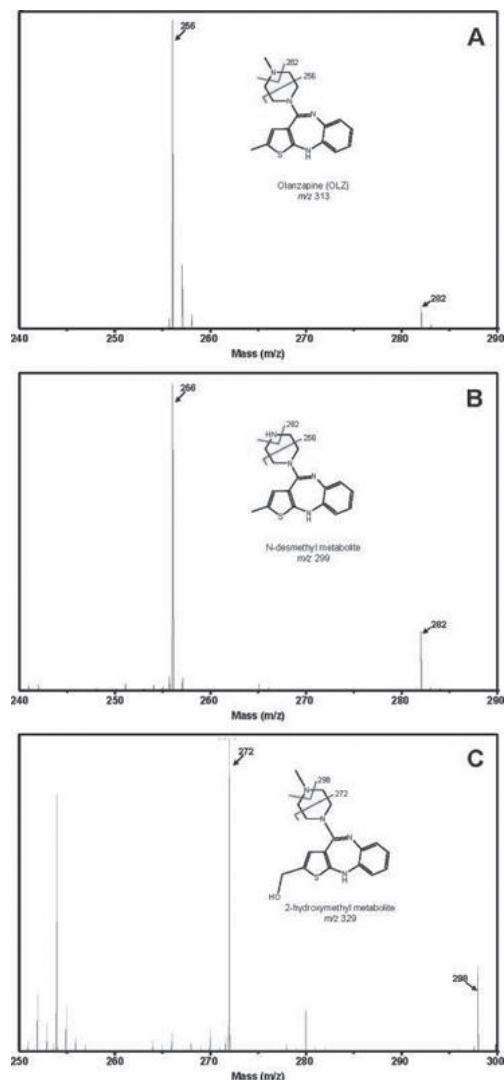 256
A
282
256
N
N
N
S
N
H
Olanzapine (OLZ)
m/z 313
282
240 250 260 270 280 290
Mass (m/z)
256
B
HN
282
256
N
N
S
N
H
N-desmethyl metabolite
m/z 299
282
240 250 260 270 280 290
Mass (m/z)
272
C
298
272
N
N
N
S
N
H
HO
2-hydroxymethyl metabolite
m/z 329
298
250 260 270 280 290 300
Mass (m/z)